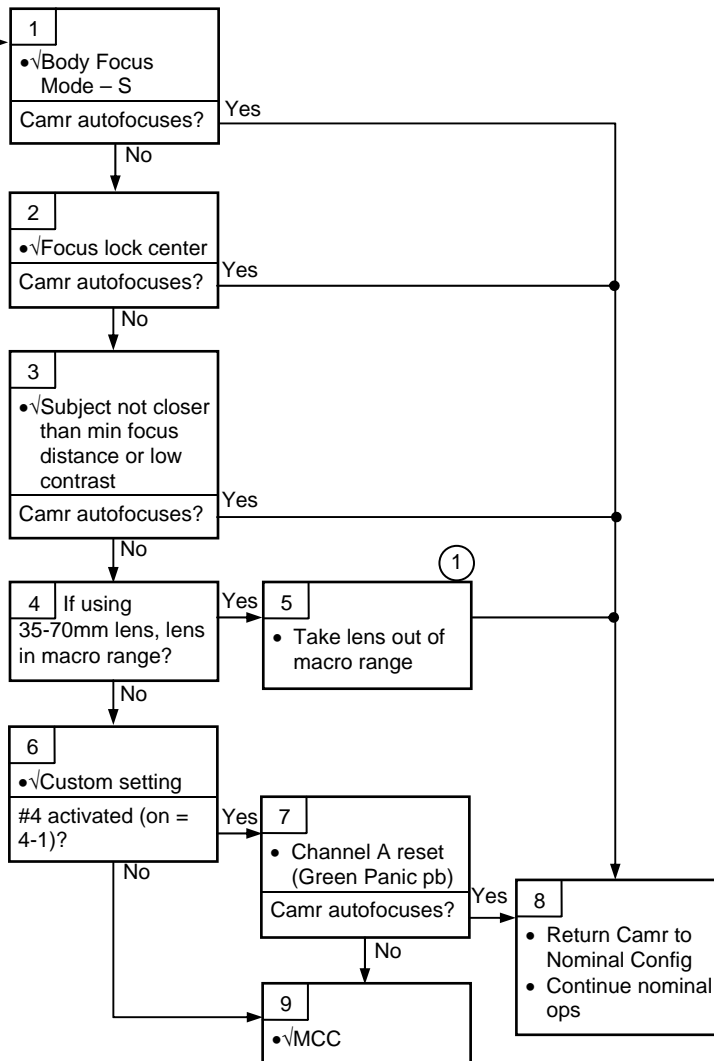 1
•√Body Focus
Mode – S
Camr autofocuses?
Yes
No
2
•√Focus lock center
Camr autofocuses?
Yes
No
3
•√Subject not closer
than min focus
distance or low
contrast
Camr autofocuses?
Yes
No
4 If using
35-70mm lens, lens
in macro range?
Yes
No
1
5
• Take lens out of
macro range
6
•√Custom setting
#4 activated (on =
4-1)?
Yes
No
7
• Channel A reset
(Green Panic pb)
Camr autofocuses?
Yes
No
8
• Return Camr to
Nominal Config
• Continue nominal
ops
9
•√MCC